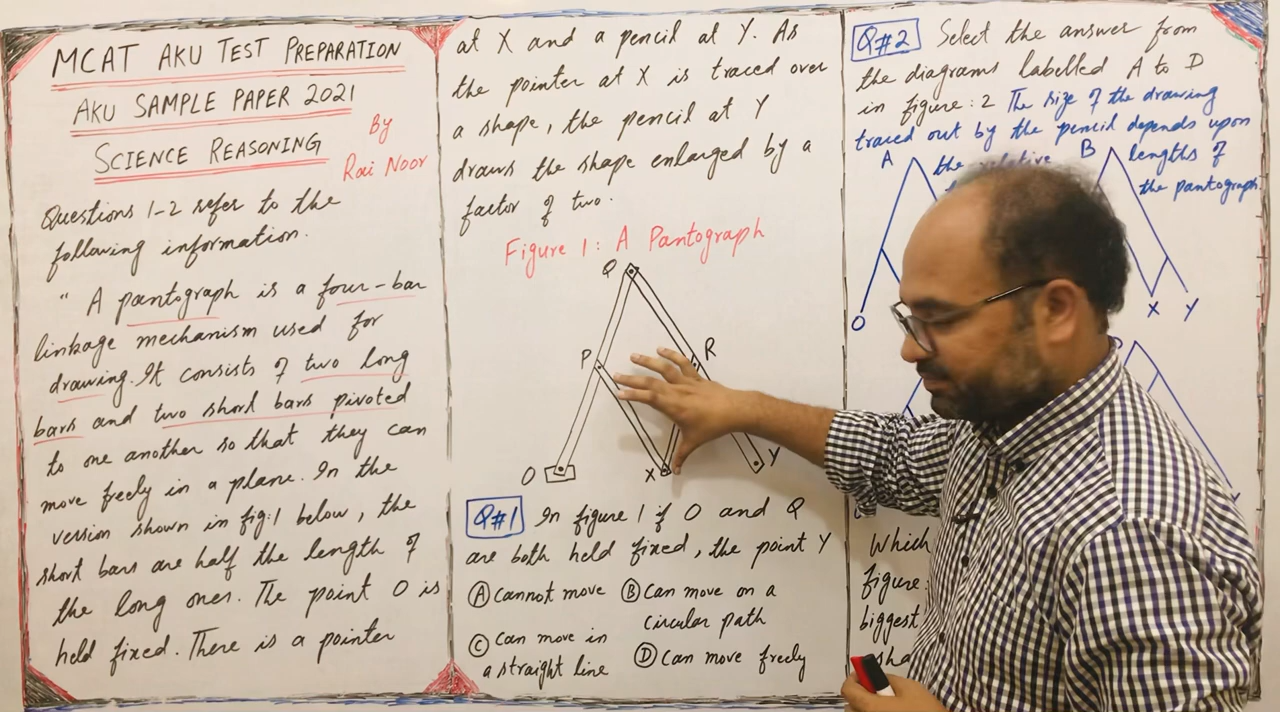 MCAT AKU TEST PREPARATION
AKU SAMPLE PAPER 2021
SCIENCE REASONING
By
Rai Noor
Questions 1-2 refer to the
following information.
" A pantograph is a four-bar
linkage mechanism used for
drawing. It consists of two long
bars and two short bars pivoted
to one another so that they can
move freely in a plane. In the
version shown in fig:1 below, the
short bars are half the length of
the long ones. The point O is
held fixed. There is a pointer
at X and a pencil at Y. As
the pointer at X is traced over
a shape, the pencil at Y
draws the shape enlarged by a
factor of two.
Figure 1: A Pantograph
Q
P
R
O
X
Y
Q#1 In figure 1 if O and Q
are both held fixed, the point Y
A cannot move B Can move on a
circular path
C Can move in
a straight line
D Can move freely
Q#2 Select the answer from
the diagrams labelled A to D
in figure: 2 The size of the drawing
traced out by the pencil depends upon
the relative
lengths of
the pantograph
A
B
O
X
Y
Which
figure:
biggest